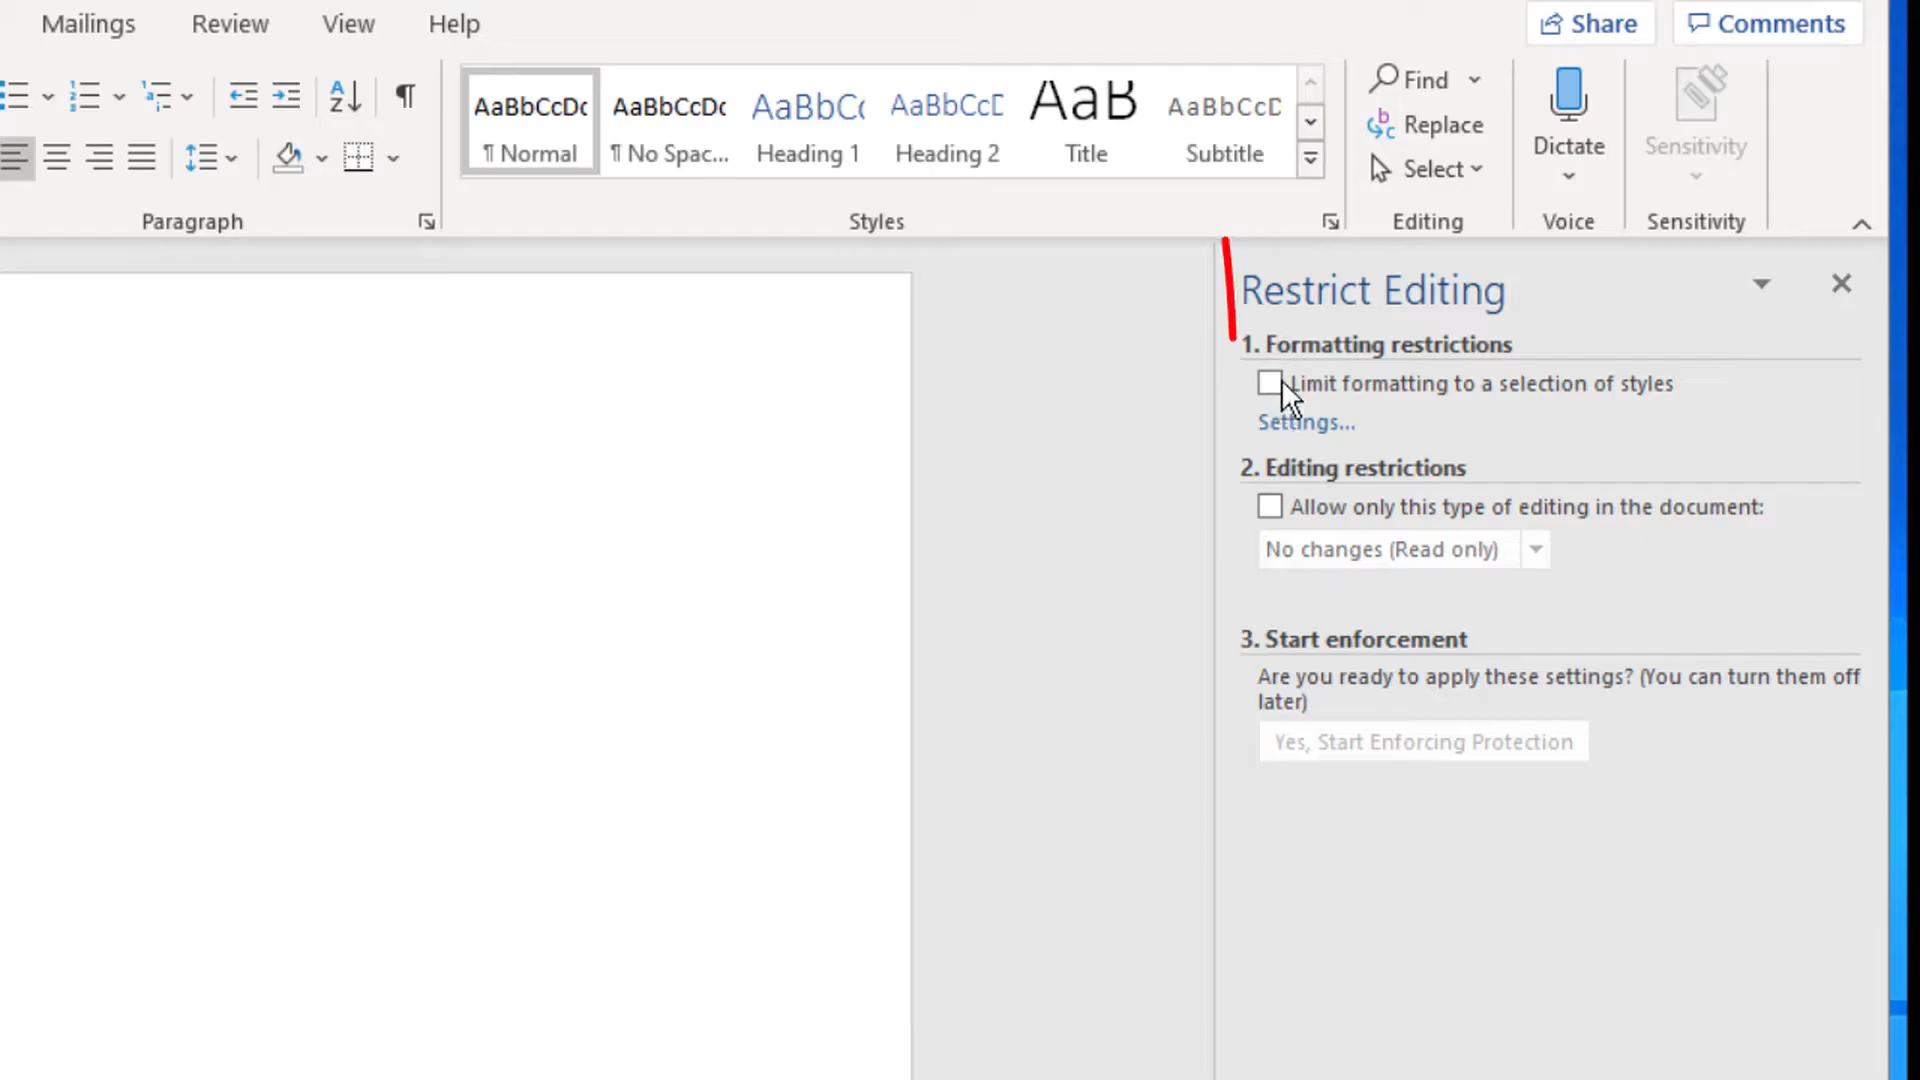 Mailings Review View Help Share Comments
AaBbCcDc AaBbCcDc AaBbCc AaBbCcD AaB AaBbCcD
¶ Normal ¶ No Spac... Heading 1 Heading 2 Title Subtitle
Find
Replace
Select
Dictate
Sensitivity
Paragraph Styles Editing Voice Sensitivity
Restrict Editing
1. Formatting restrictions
Limit formatting to a selection of styles
Settings...
2. Editing restrictions
Allow only this type of editing in the document:
No changes (Read only)
3. Start enforcement
Are you ready to apply these settings? (You can turn them off
later)
Yes, Start Enforcing Protection